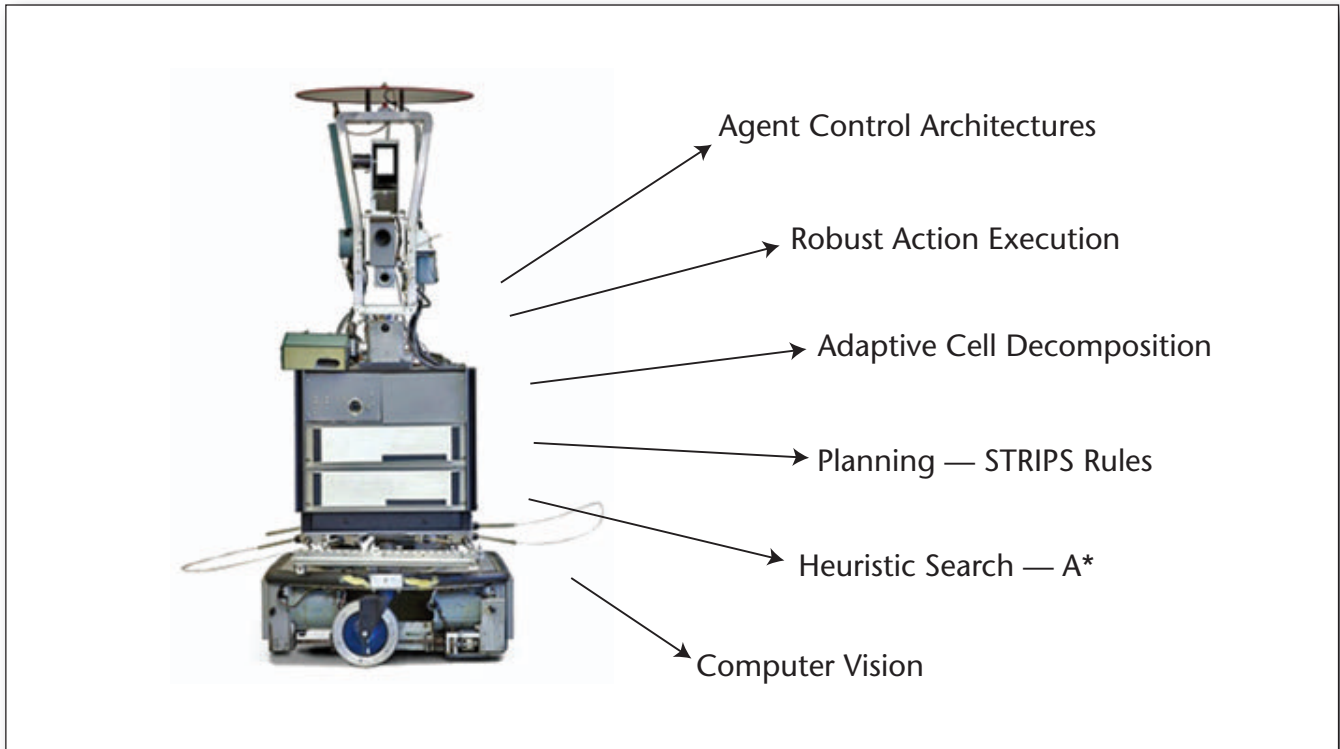 Agent Control Architectures
Robust Action Execution
Adaptive Cell Decomposition
Planning — STRIPS Rules
Heuristic Search — A*
Computer Vision